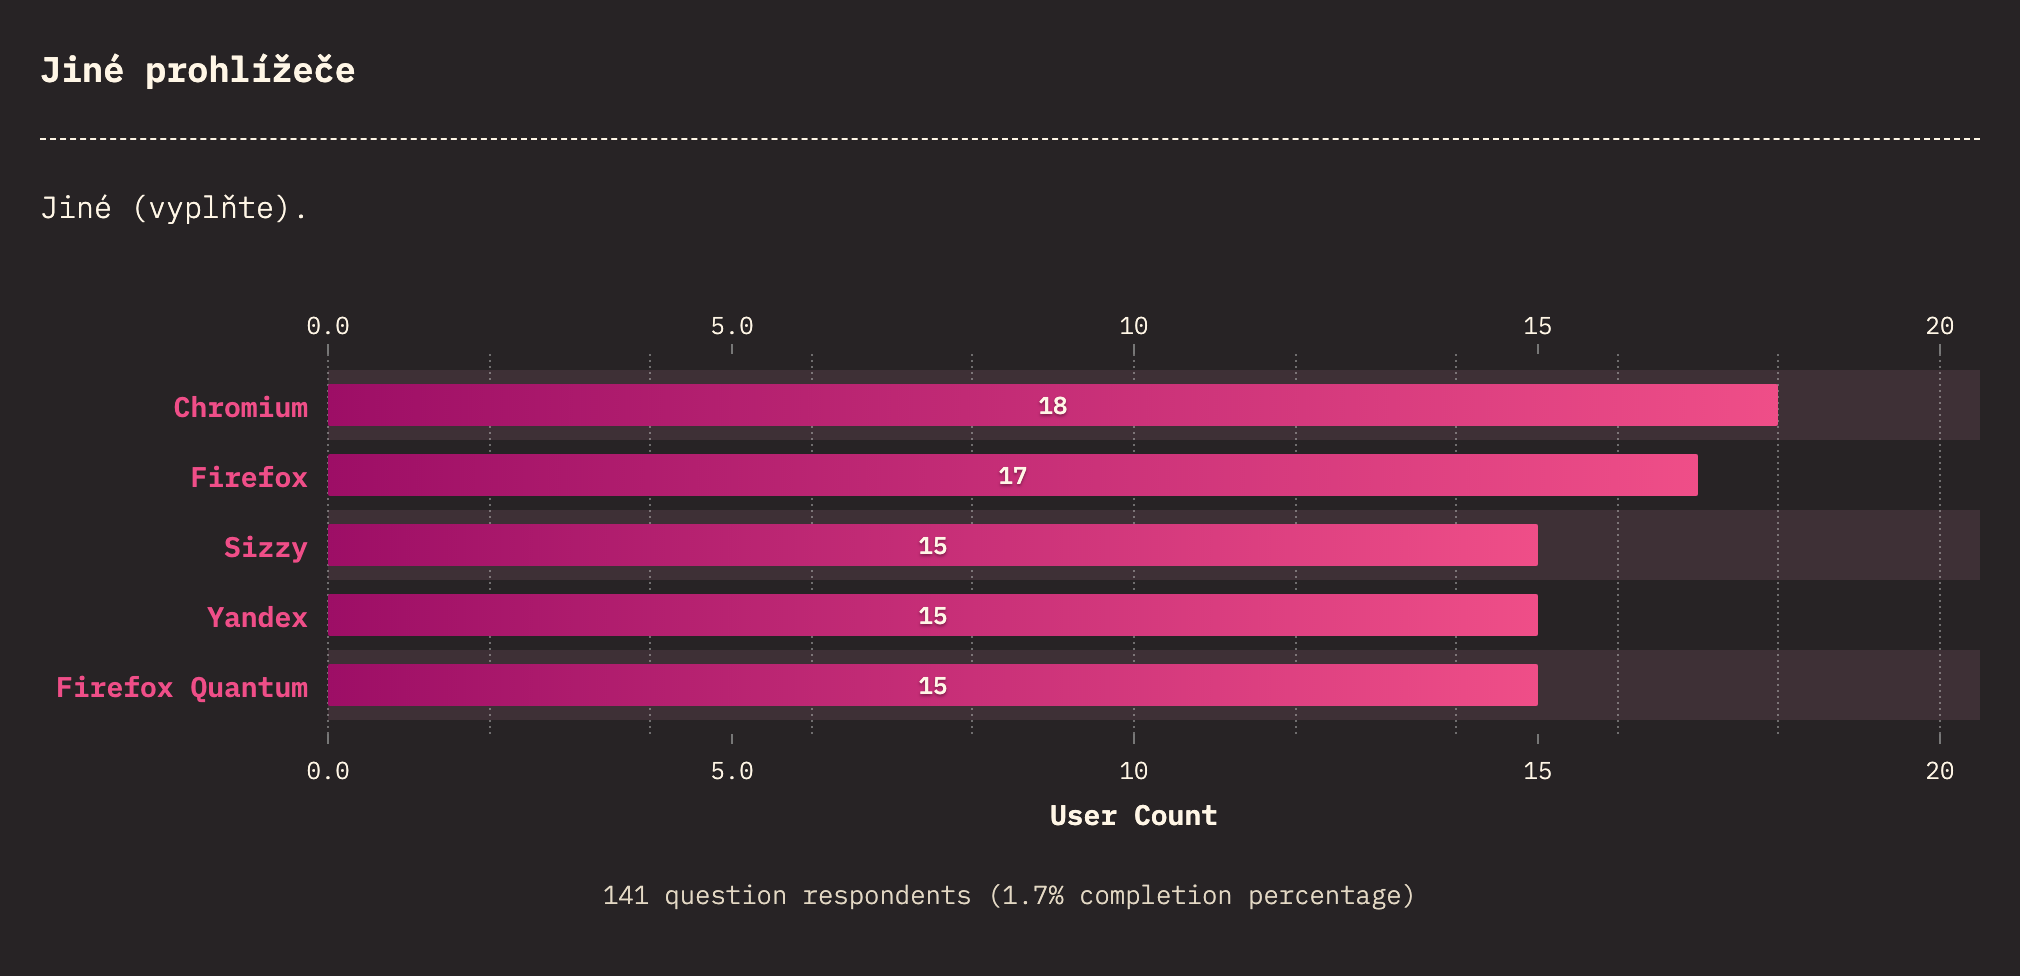 Jiné prohlížeče
Jiné (vyplňte).
0.0 5.0 10 15 20
Chromium 18
Firefox 17
Sizzy 15
Yandex 15
Firefox Quantum 15
0.0 5.0 10 15 20
User Count
141 question respondents (1.7% completion percentage)